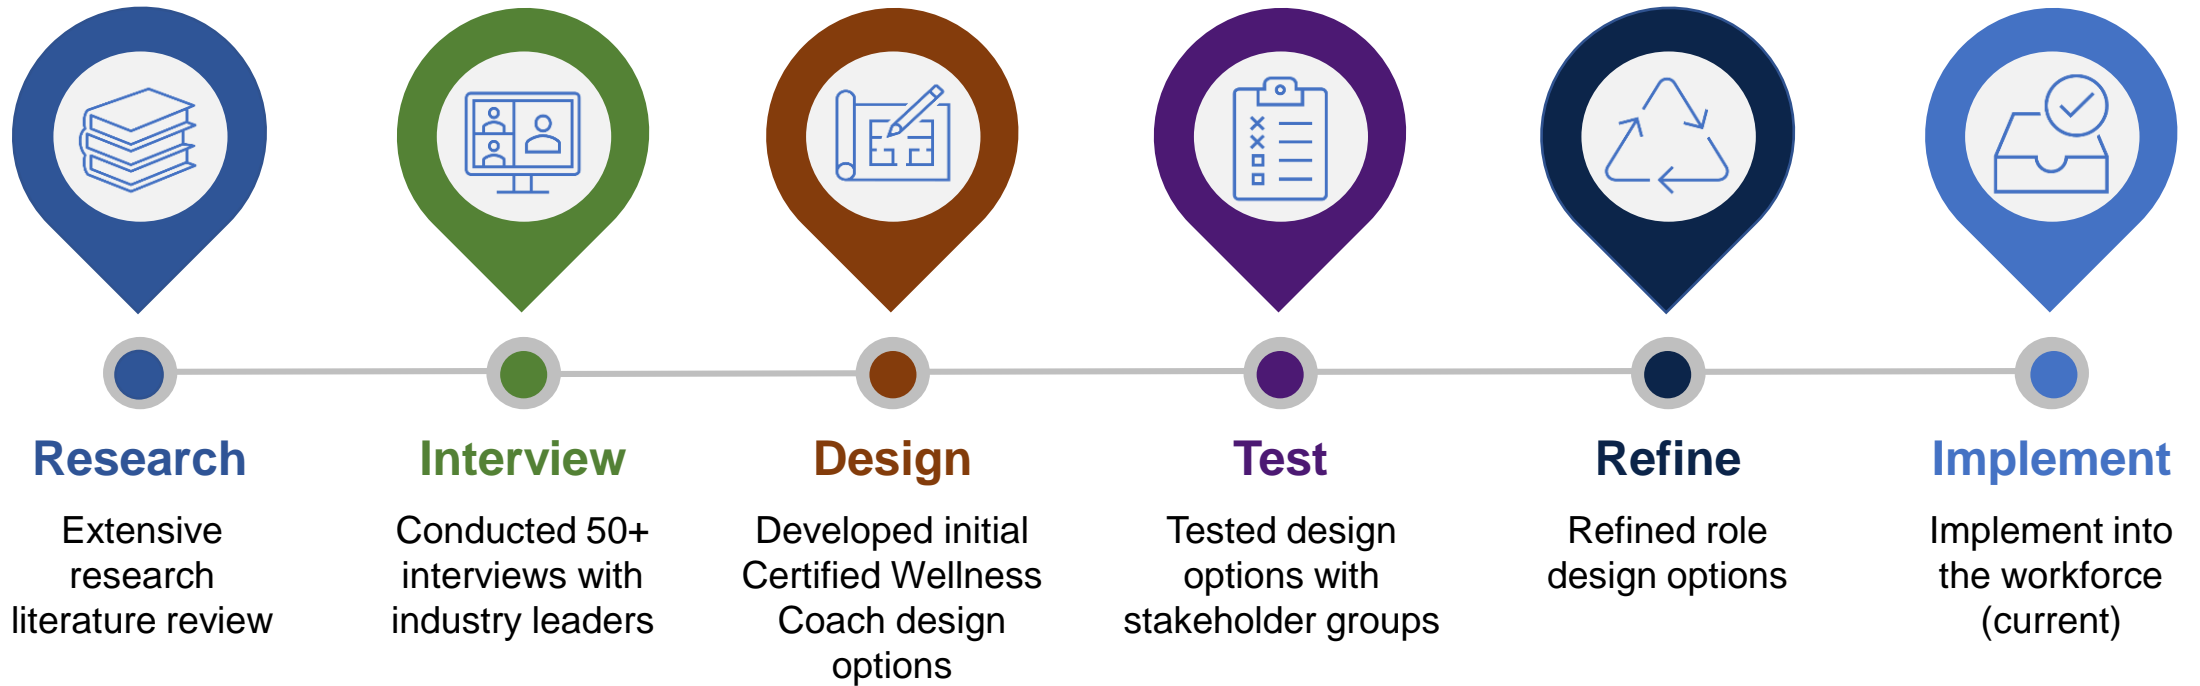 Research
Extensive
research
literature review
Interview
Conducted 50+
interviews with
industry leaders
Design
Developed initial
Certified Wellness
Coach design
options
Test
Tested design
options with
stakeholder groups
Refine
Refined role
design options
Implement
Implement into
the workforce
(current)